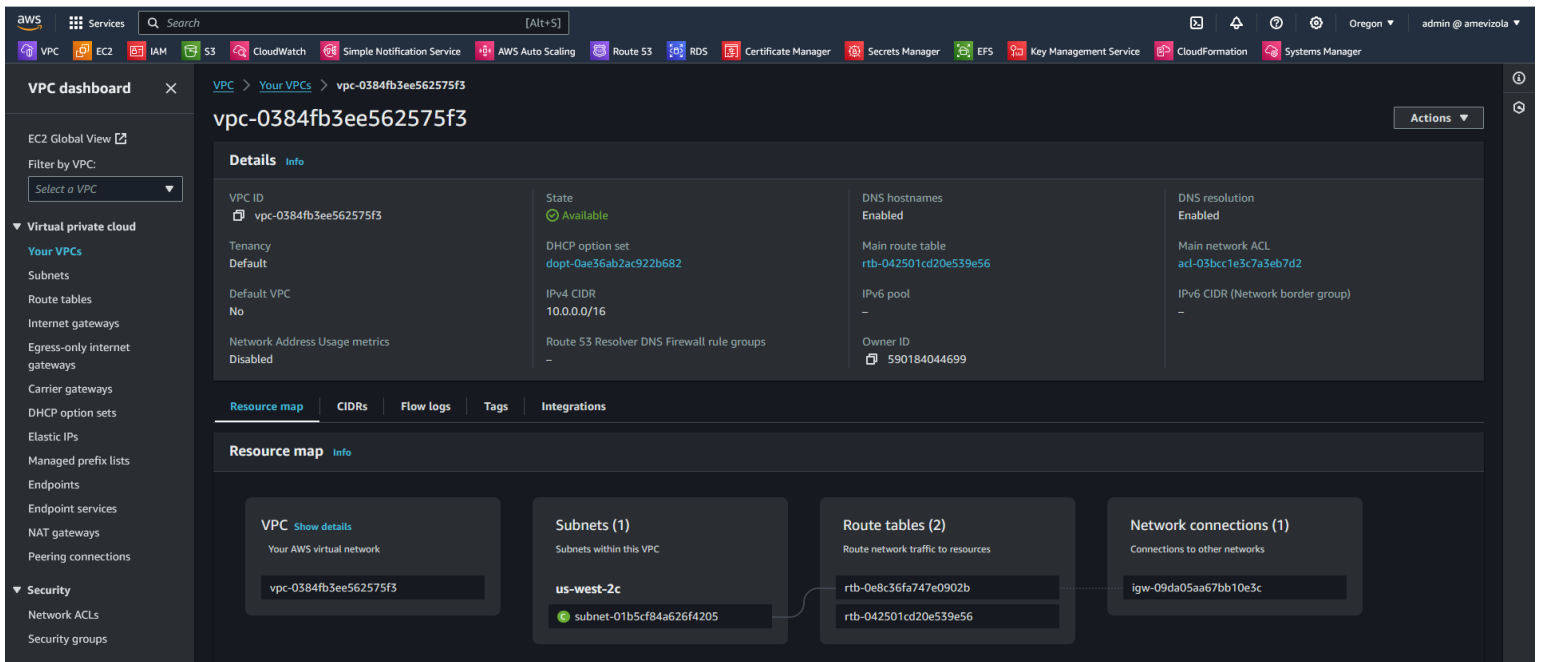 aws
Services
Search
[Alt+S]
Oregon
admin @ amevizola
VPC
EC2
IAM
S3
CloudWatch
Simple Notification Service
AWS Auto Scaling
Route 53
RDS
Certificate Manager
Secrets Manager
EFS
Key Management Service
CloudFormation
Systems Manager
VPC dashboard
EC2 Global View
Filter by VPC:
Select a VPC
Virtual private cloud
Your VPCs
Subnets
Route tables
Internet gateways
Egress-only internet
gateways
Carrier gateways
DHCP option sets
Elastic IPs
Managed prefix lists
Endpoints
Endpoint services
NAT gateways
Peering connections
Security
Network ACLs
Security groups
VPC > Your VPCs > vpc-0384fb3ee562575f3
vpc-0384fb3ee562575f3
Actions
Details Info
VPC ID
vpc-0384fb3ee562575f3
State
Available
DNS hostnames
Enabled
DNS resolution
Enabled
Tenancy
Default
DHCP option set
dopt-0ae36ab2ac922b682
Main route table
rtb-042501cd20e539e56
Main network ACL
acl-03bcc1e3c7a3eb7d2
Default VPC
No
IPv4 CIDR
10.0.0.0/16
IPv6 pool
–
IPv6 CIDR (Network border group)
–
Network Address Usage metrics
Disabled
Route 53 Resolver DNS Firewall rule groups
–
Owner ID
590184044699
Resource map
CIDRs
Flow logs
Tags
Integrations
Resource map Info
VPC Show details
Your AWS virtual network
vpc-0384fb3ee562575f3
Subnets (1)
Subnets within this VPC
us-west-2c
C subnet-01b5cf84a626f4205
Route tables (2)
Route network traffic to resources
rtb-0e8c36fa747e0902b
rtb-042501cd20e539e56
Network connections (1)
Connections to other networks
igw-09da05aa67bb10e3c